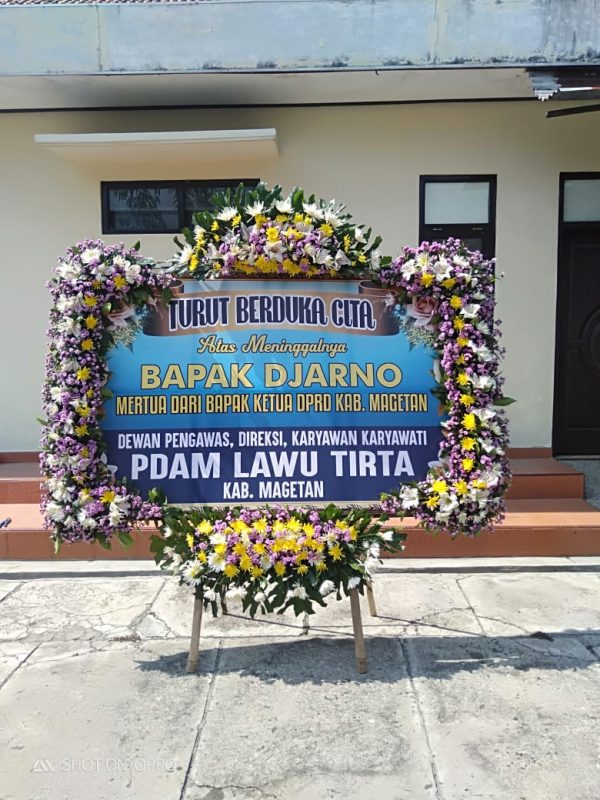 TURUT BERDUKA CITA
Atas Meninggalnya
BAPAK DJARNO
MERTUA DARI BAPAK KETUA DPRD KAB. MAGETAN
DEWAN PENGAWAS, DIREKSI, KARYAWAN KARYAWATI
PDAM LAWU TIRTA
KAB. MAGETAN
SHOT ON OPPO